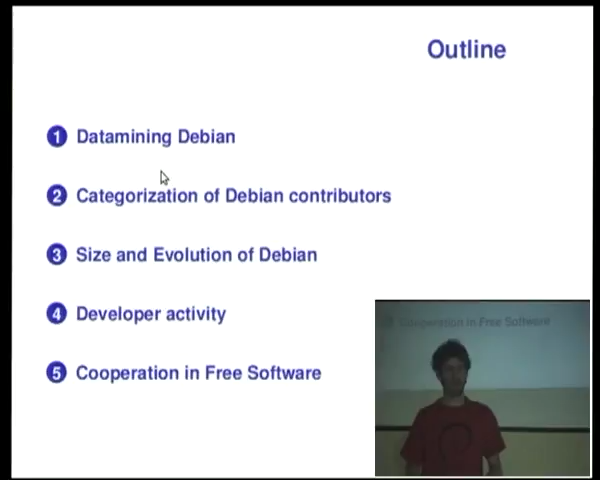 Outline
1 Datamining Debian
2 Categorization of Debian contributors
3 Size and Evolution of Debian
4 Developer activity
5 Cooperation in Free Software
Cooperation in Free Software